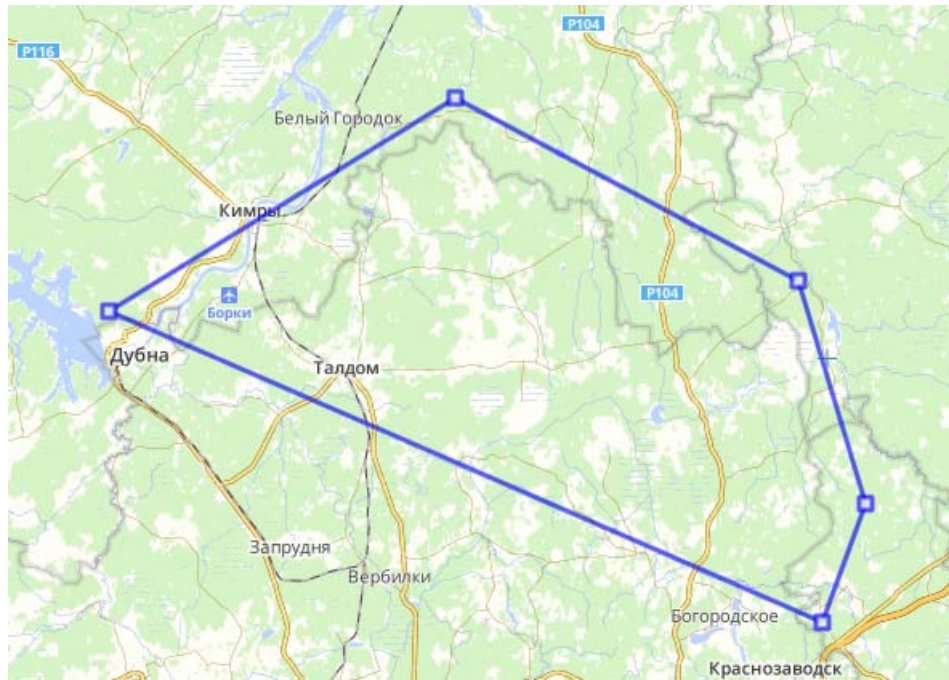 Р104
Р116
Белый Городок
Кимры
Р104
Борки
Дубна
Талдом
Запрудня
Вербилки
Богородское
Краснозаводск